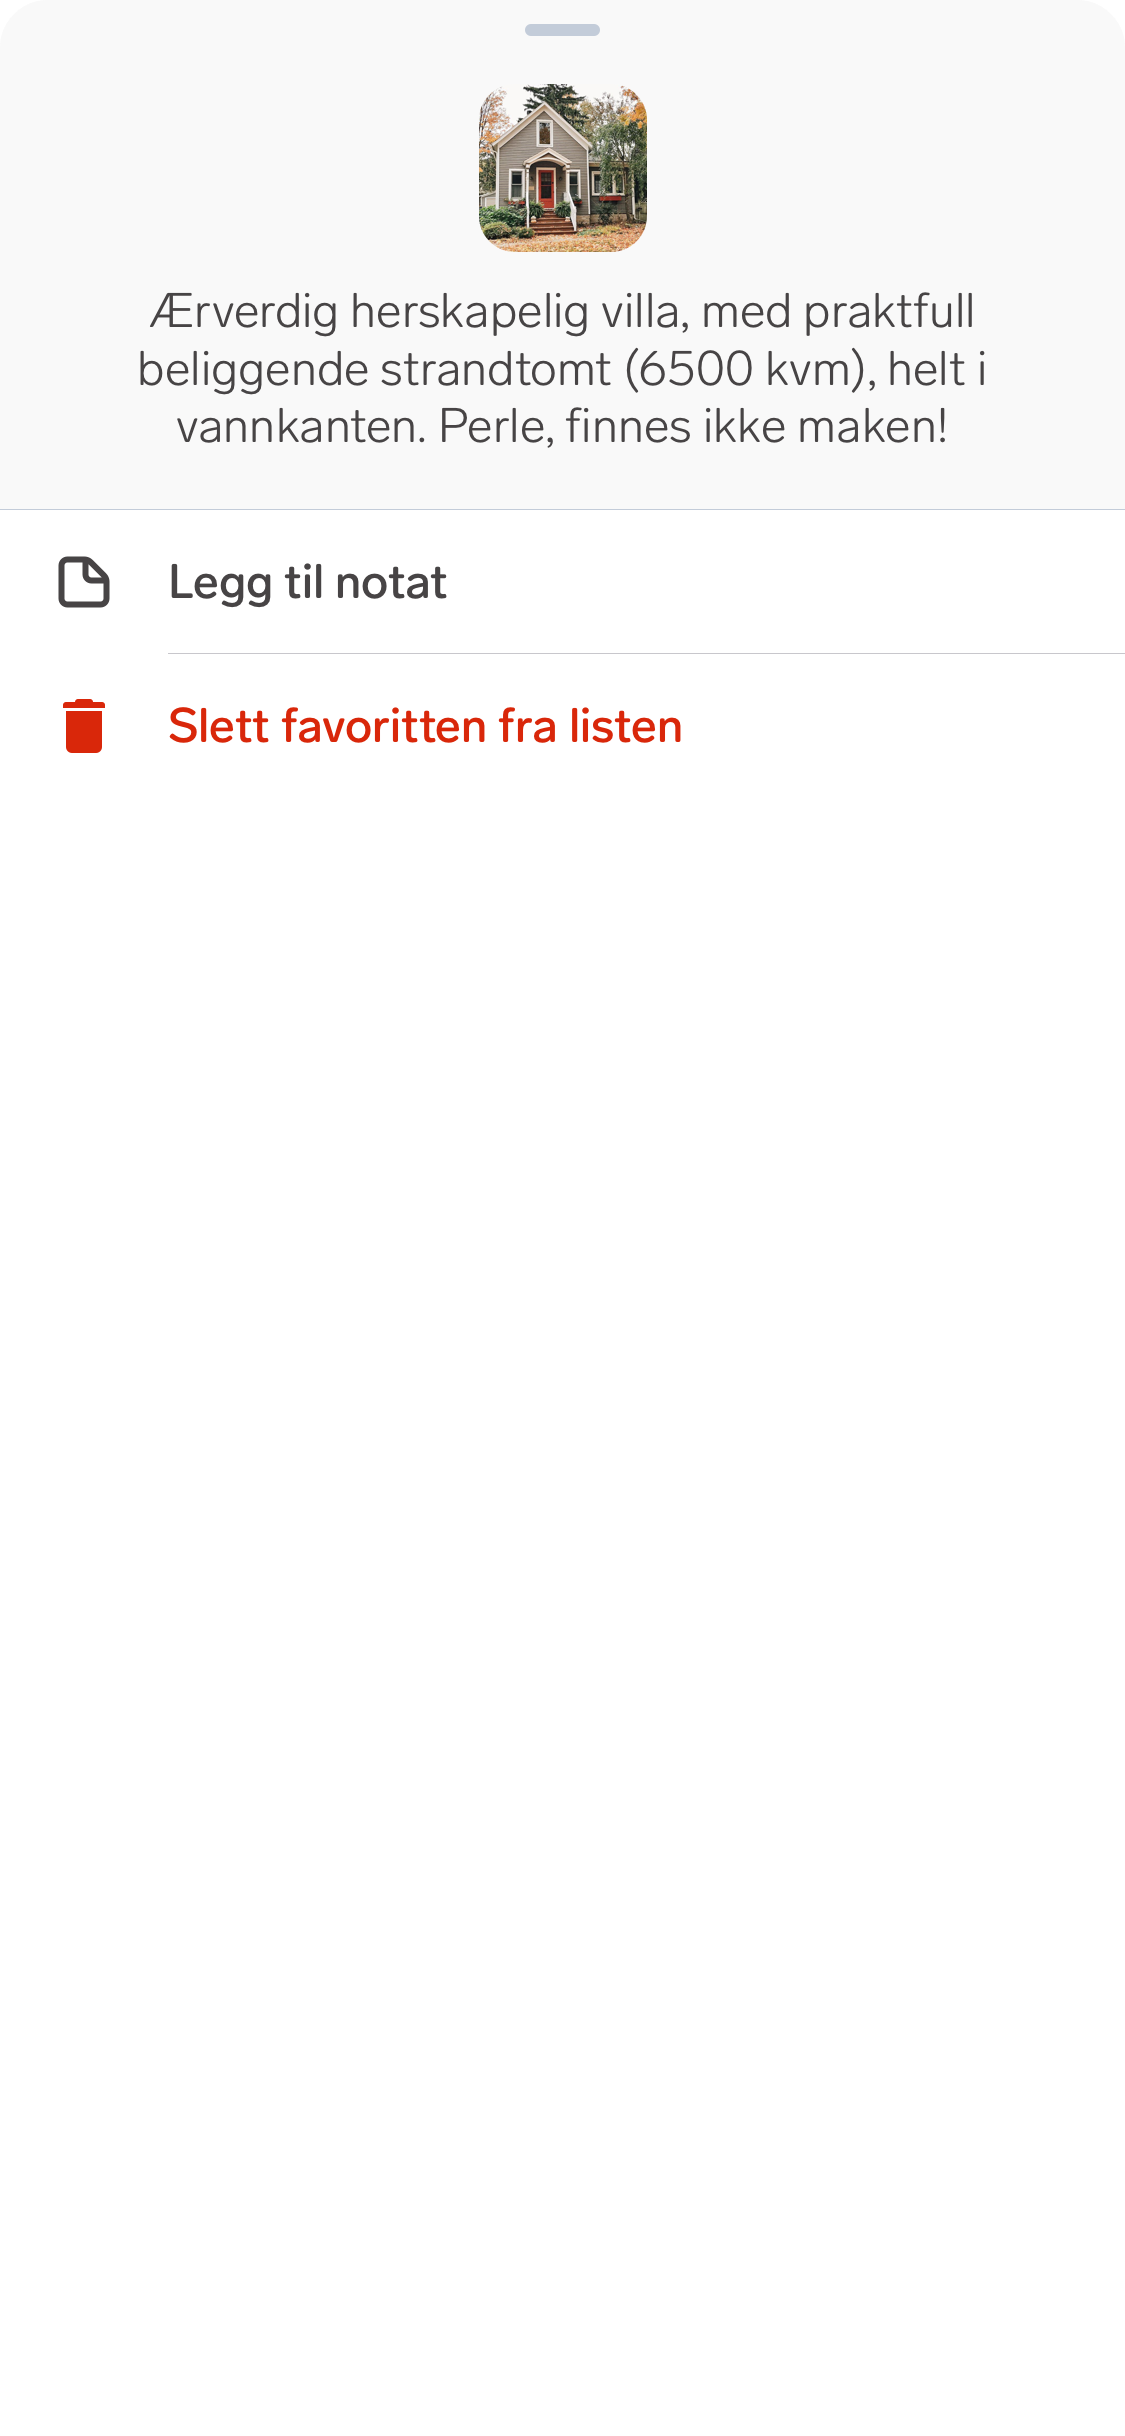 Ærverdig herskapelig villa, med praktfull
beliggende strandtomt (6500 kvm), helt i
vannkanten. Perle, finnes ikke maken!
Legg til notat
Slett favoritten fra listen